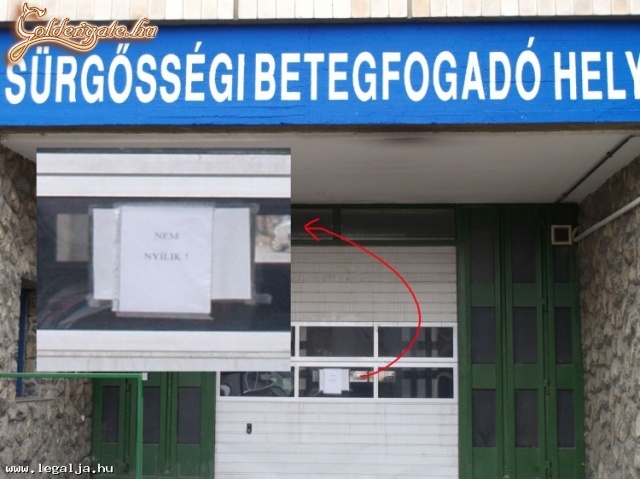 Goldengate.hu
SÜRGŐSSÉGI BETEGFOGADÓ HELY
NEM
NYÍLIK !
www.legalja.hu